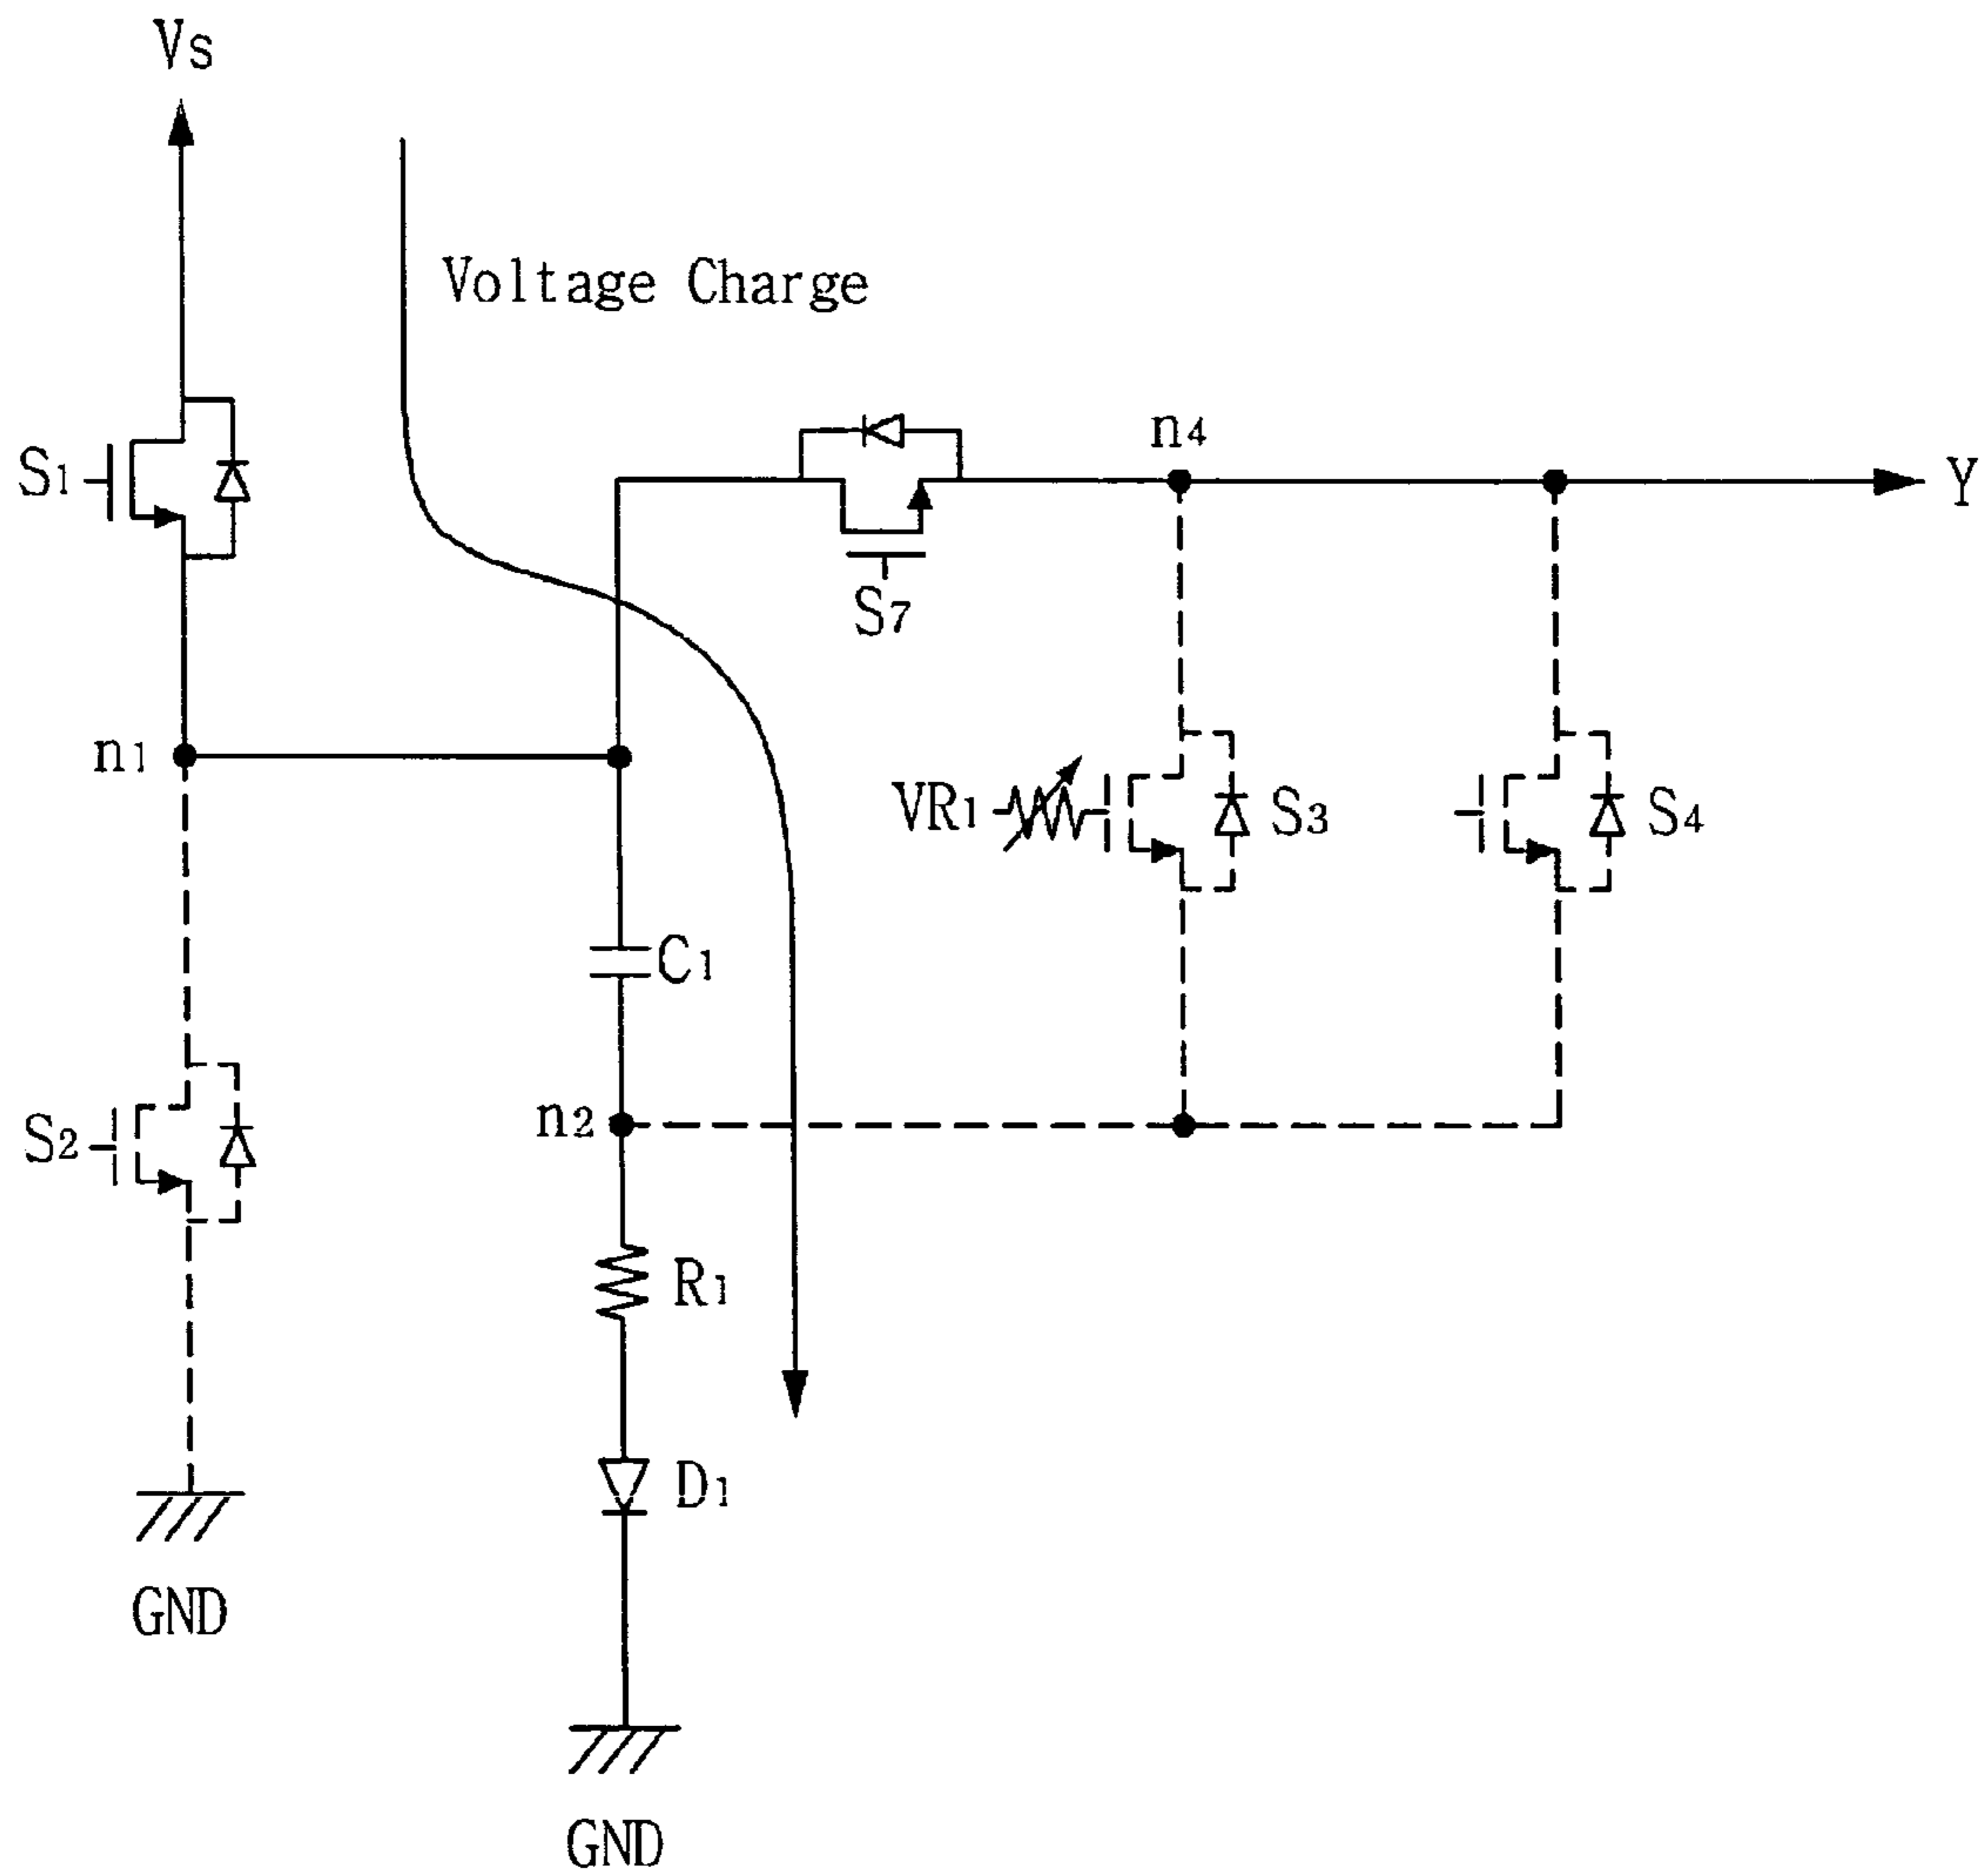 Vs
Voltage Charge
n4
S1
Y
S7
n1
VR1
S3
S4
C1
n2
S2
R1
D1
GND
GND